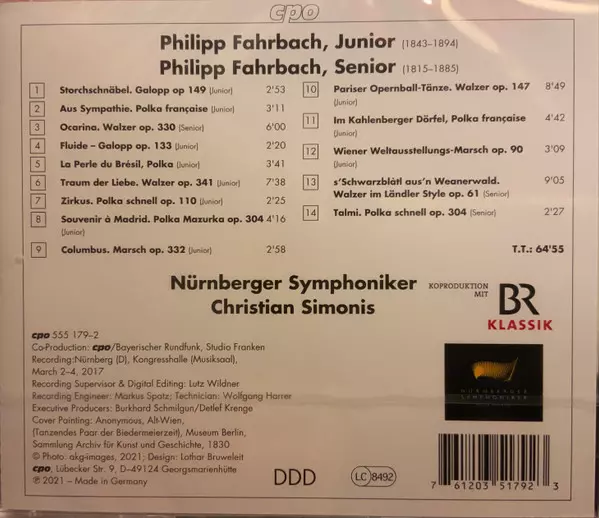 cpo
Philipp Fahrbach, Junior (1843–1894)
Philipp Fahrbach, Senior (1815–1885)
1 Storchschnäbel. Galopp op 149 (Junior) 2'53
2 Aus Sympathie. Polka française (Junior) 3'11
3 Ocarina. Walzer op. 330 (Senior) 6'00
4 Fluide – Galopp op. 133 (Junior) 2'20
5 La Perle du Brésil, Polka (Junior) 3'41
6 Traum der Liebe. Walzer op. 341 (Junior) 7'38
7 Zirkus. Polka schnell op. 110 (Junior) 2'25
8 Souvenir à Madrid. Polka Mazurka op. 304 4'16
(Junior)
9 Columbus. Marsch op. 332 (Junior) 2'58
10 Pariser Opernball-Tänze. Walzer op. 147 8'49
(Junior)
11 Im Kahlenberger Dörfel, Polka française 4'42
(Junior)
12 Wiener Weltausstellungs-Marsch op. 90 3'09
(Junior)
13 s'Schwarzblàtl aus'n Weanerwald. 9'05
Walzer im Ländler Style op. 61 (Senior)
14 Talmi. Polka schnell op. 304 (Senior) 2'27
T.T.: 64'55
Nürnberger Symphoniker
Christian Simonis
KOPRODUKTION
MIT
BR
KLASSIK
cpo 555 179–2
Co-Production: cpo/Bayerischer Rundfunk, Studio Franken
Recording:Nürnberg (D), Kongresshalle (Musiksaal),
March 2–4, 2017
Recording Supervisor & Digital Editing: Lutz Wildner
Recording Engineer: Markus Spatz; Technician: Wolfgang Harrer
Executive Producers: Burkhard Schmilgun/Detlef Krenge
Cover Painting: Anonymous, Alt-Wien,
(Tanzendes Paar der Biedermeierzeit), Museum Berlin,
Sammlung Archiv für Kunst und Geschichte, 1830
© Photo: akg-images, 2021; Design: Lothar Bruweleit
cpo, Lübecker Str. 9, D–49124 Georgsmarienhütte
℗ 2021 – Made in Germany
NÜRNBERGER
SYMPHONIKER
DDD
LC 8492
7 61203 51792 3